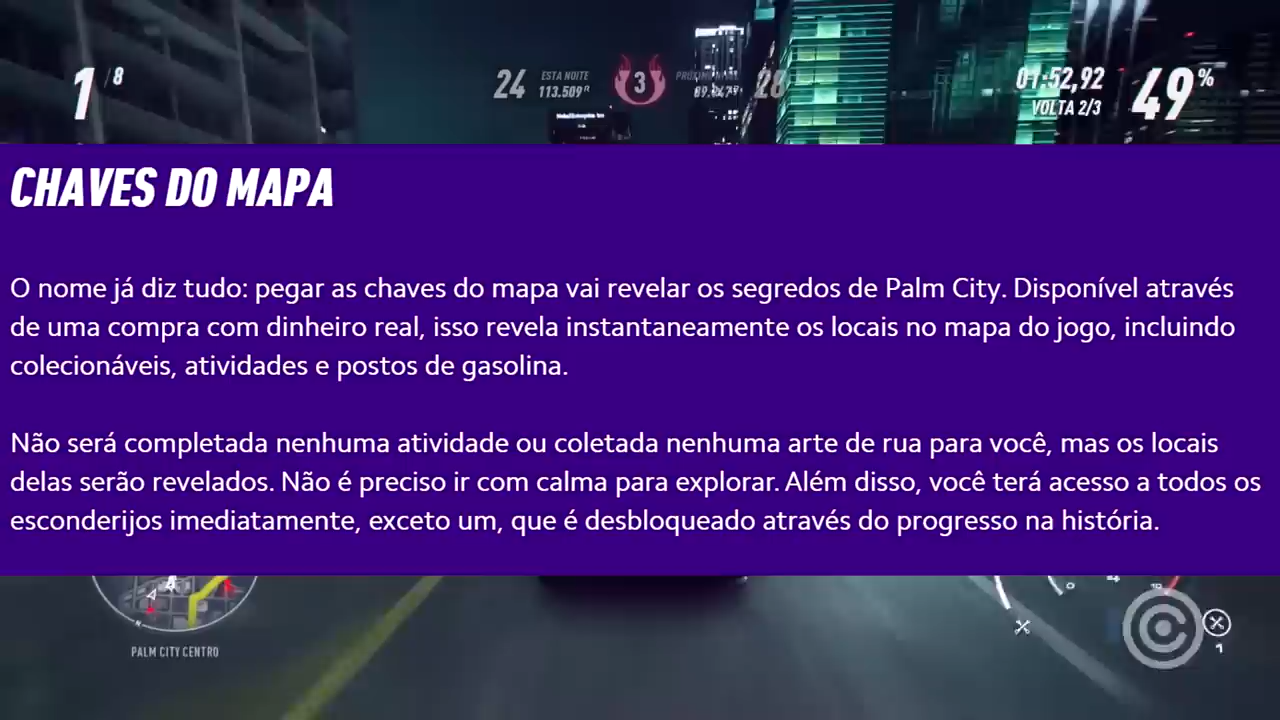 1/8
24 ESTA NOITE 3 28
113.509
01:52,92 49%
VOLTA 2/3
CHAVES DO MAPA
O nome já diz tudo: pegar as chaves do mapa vai revelar os segredos de Palm City. Disponível através
de uma compra com dinheiro real, isso revela instantaneamente os locais no mapa do jogo, incluindo
colecionáveis, atividades e postos de gasolina.
Não será completada nenhuma atividade ou coletada nenhuma arte de rua para você, mas os locais
delas serão revelados. Não é preciso ir com calma para explorar. Além disso, você terá acesso a todos os
esconderijos imediatamente, exceto um, que é desbloqueado através do progresso na história.
PALM CITY CENTRO
1